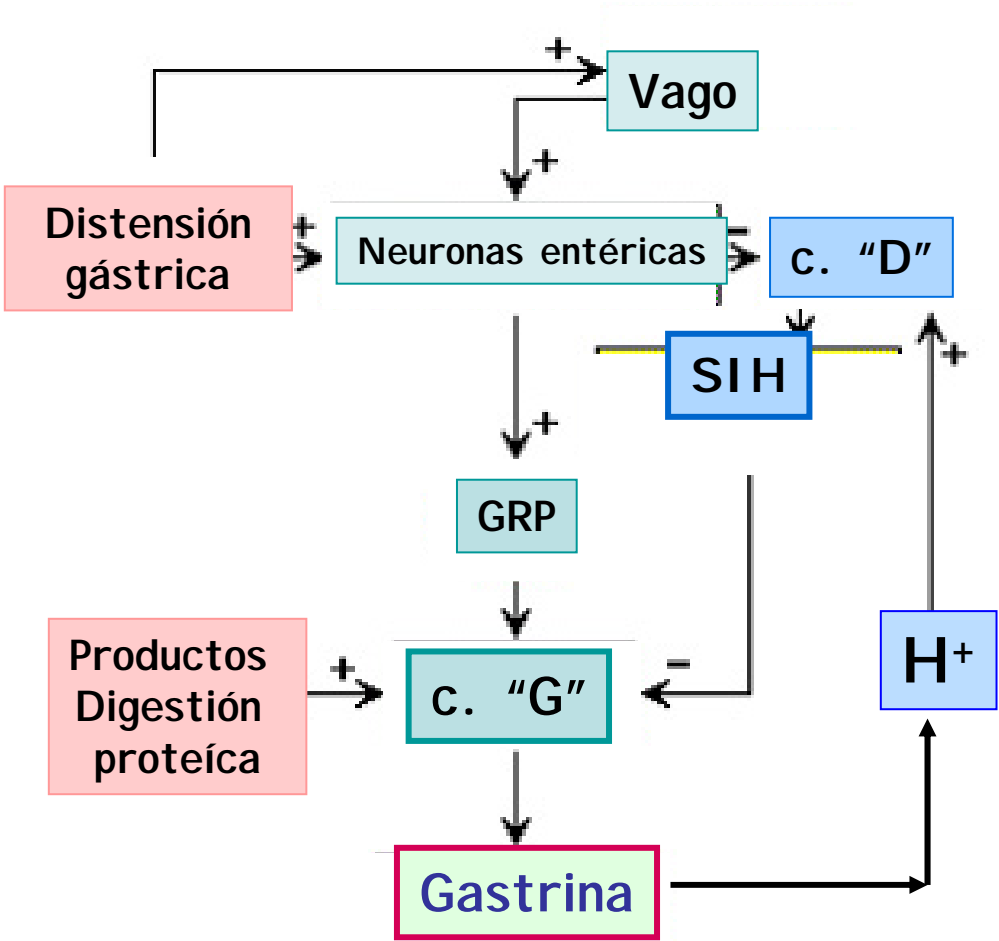 +
Vago
+
Distensión
gástrica
+
Neuronas entéricas
-
c. “D”
SIH
+
+
GRP
Productos
Digestión
proteíca
+
c. “G”
-
H+
Gastrina